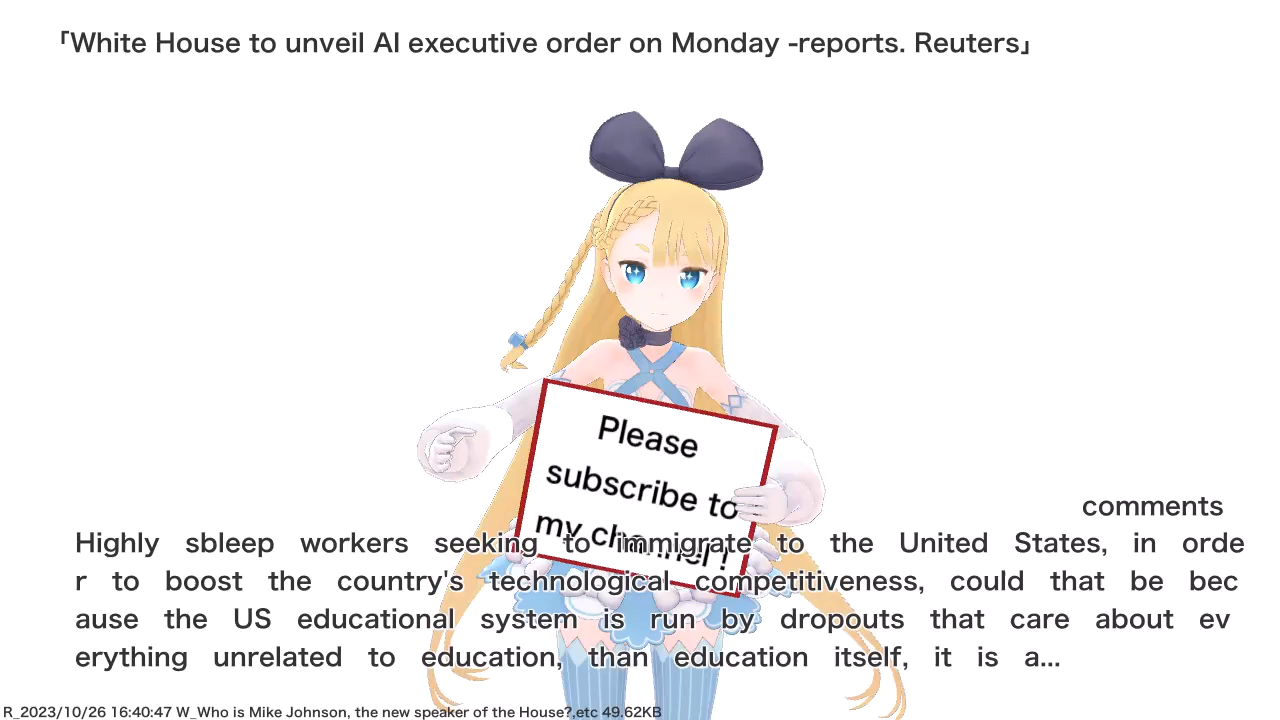 「White House to unveil AI executive order on Monday -reports. Reuters」
Please
subscribe to
my channel !
comments
Highly sbleep workers seeking to immigrate to the United States, in orde
r to boost the country's technological competitiveness, could that be bec
ause the US educational system is run by dropouts that care about ev
erything unrelated to education, than education itself, it is a...
R_2023/10/26 16:40:47 W_Who is Mike Johnson, the new speaker of the House?,etc 49.62KB